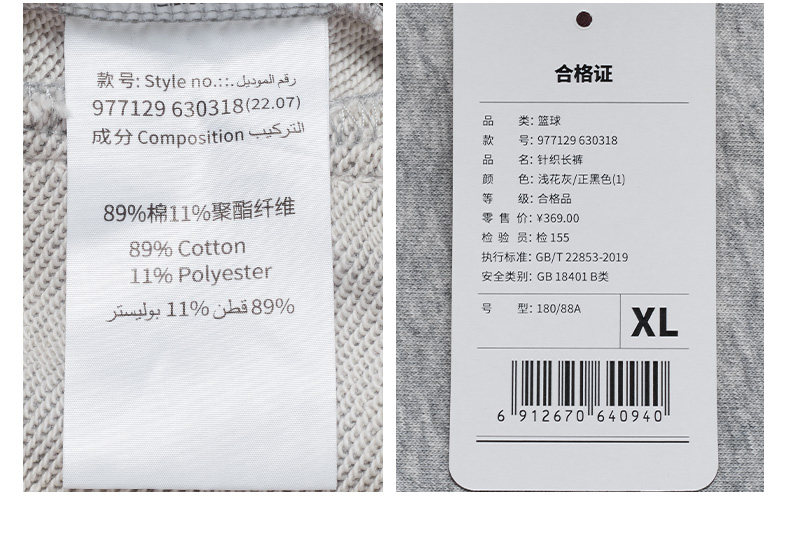 款 号: Style no.::. رقم الموديل
977129 630318(22.07)
成分 Composition التركيب
89%棉11%聚酯纤维
89% Cotton
11% Polyester
89% قطن 11% بوليستر
合格证
品 类: 篮球
款 号: 977129 630318
品 名: 针织长裤
颜 色: 浅花灰/正黑色(1)
等 级: 合格品
零 售 价: ¥369.00
检 验 员: 检 155
执行标准: GB/T 22853-2019
安全类别: GB 18401 B类
号 型: 180/88A
XL
6 912670 640940